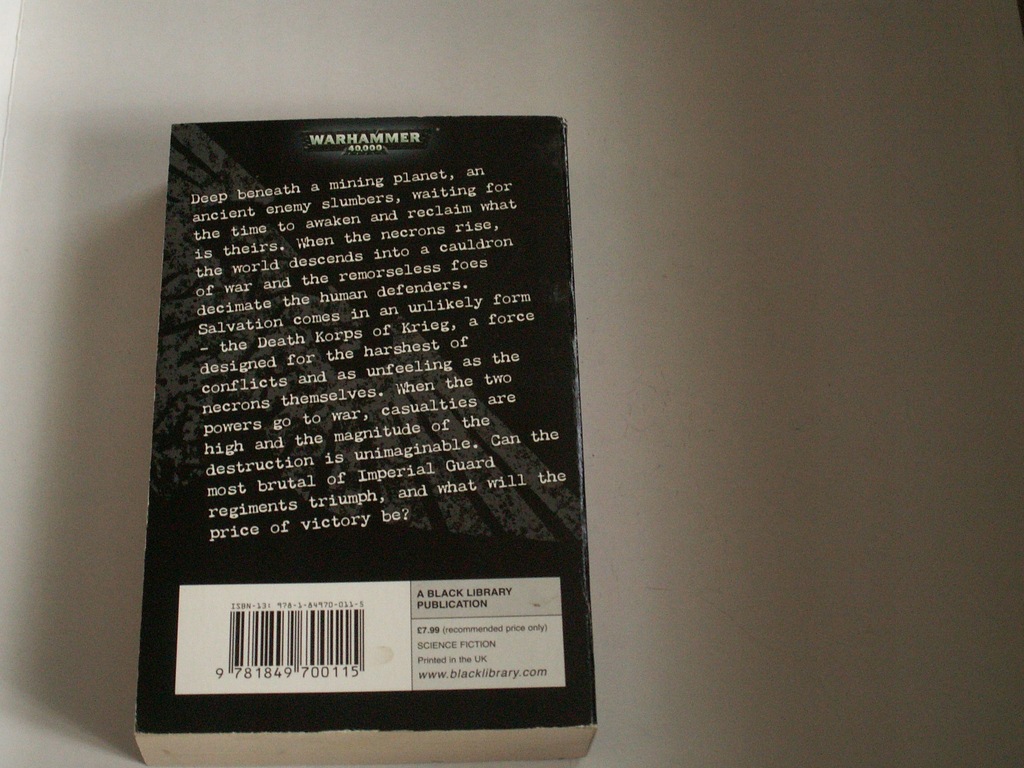 WARHAMMER
40,000
Deep beneath a mining planet, an
ancient enemy slumbers, waiting for
the time to awaken and reclaim what
is theirs. When the necrons rise,
the world descends into a cauldron
of war and the remorseless foes
decimate the human defenders.
Salvation comes in an unlikely form
- the Death Korps of Krieg, a force
designed for the harshest of
conflicts and as unfeeling as the
necrons themselves. When the two
powers go to war, casualties are
high and the magnitude of the
destruction is unimaginable. Can the
most brutal of Imperial Guard
regiments triumph, and what will the
price of victory be?
ISBN-13: 978-1-84970-011-5
9 781849 700115
A BLACK LIBRARY
PUBLICATION
£7.99 (recommended price only)
SCIENCE FICTION
Printed in the UK
www.blacklibrary.com